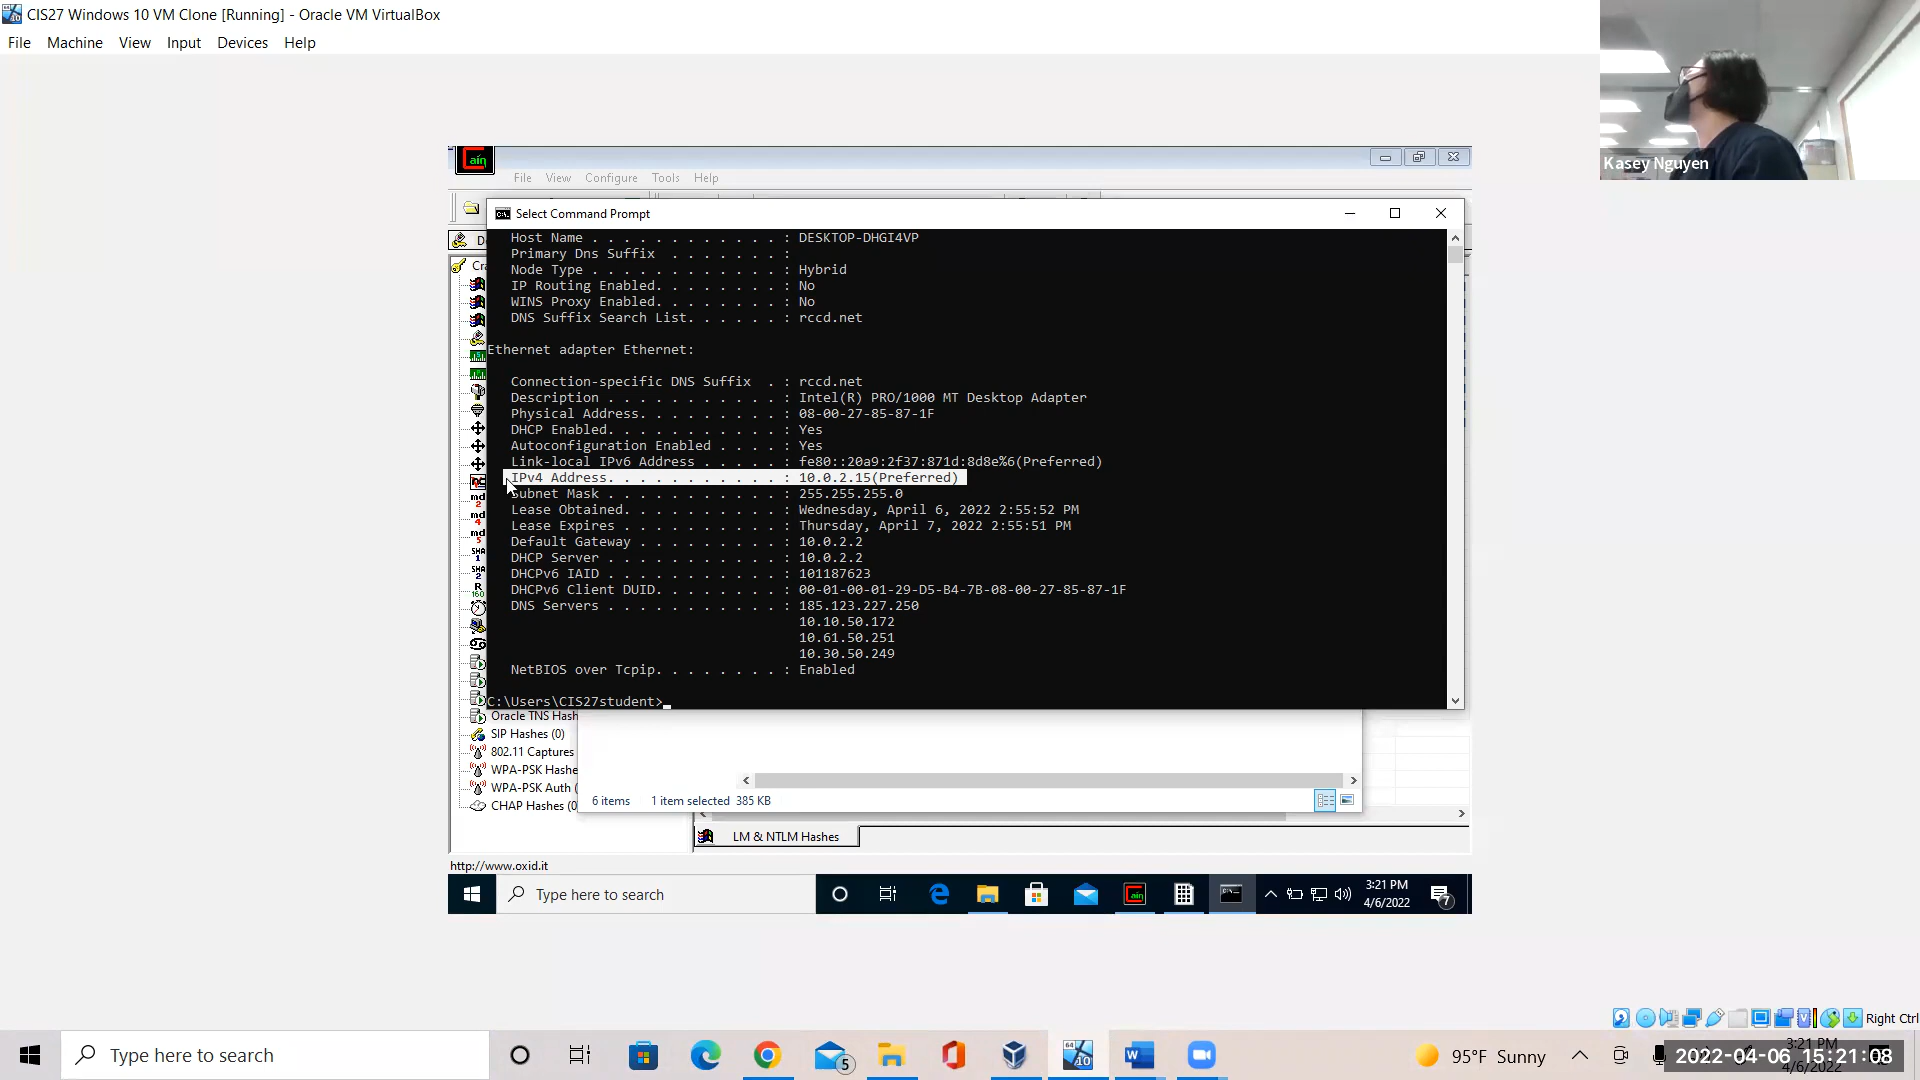 CIS27 Windows 10 VM Clone [Running] - Oracle VM VirtualBox
File Machine View Input Devices Help
Kasey Nguyen
Cain
File View Configure Tools Help
Select Command Prompt
Host Name . . . . . . . . . . . . : DESKTOP-DHGI4VP
Primary Dns Suffix . . . . . . . :
Node Type . . . . . . . . . . . . : Hybrid
IP Routing Enabled. . . . . . . . : No
WINS Proxy Enabled. . . . . . . . : No
DNS Suffix Search List. . . . . . : rccd.net
Ethernet adapter Ethernet:
Connection-specific DNS Suffix . : rccd.net
Description . . . . . . . . . . . : Intel(R) PRO/1000 MT Desktop Adapter
Physical Address. . . . . . . . . : 08-00-27-85-87-1F
DHCP Enabled. . . . . . . . . . . : Yes
Autoconfiguration Enabled . . . . : Yes
Link-local IPv6 Address . . . . . : fe80::20a9:2f37:871d:8d8e%6(Preferred)
IPv4 Address. . . . . . . . . . . : 10.0.2.15(Preferred)
Subnet Mask . . . . . . . . . . . : 255.255.255.0
Lease Obtained. . . . . . . . . . : Wednesday, April 6, 2022 2:55:52 PM
Lease Expires . . . . . . . . . . : Thursday, April 7, 2022 2:55:51 PM
Default Gateway . . . . . . . . . : 10.0.2.2
DHCP Server . . . . . . . . . . . : 10.0.2.2
DHCPv6 IAID . . . . . . . . . . . : 101187623
DHCPv6 Client DUID. . . . . . . . : 00-01-00-01-29-D5-B4-7B-08-00-27-85-87-1F
DNS Servers . . . . . . . . . . . : 185.123.227.250
10.10.50.172
10.61.50.251
10.30.50.249
NetBIOS over Tcpip. . . . . . . . : Enabled
C:\Users\CIS27student>
Oracle TNS Hash
SIP Hashes (0)
802.11 Captures
WPA-PSK Hashe
WPA-PSK Auth (
CHAP Hashes (0
6 items 1 item selected 385 KB
LM & NTLM Hashes
http://www.oxid.it
Type here to search
3:21 PM
4/6/2022
7
Right Ctrl
Type here to search
5
95°F Sunny
3:21 PM
2022-04-06 15:21:08
4/6/2022